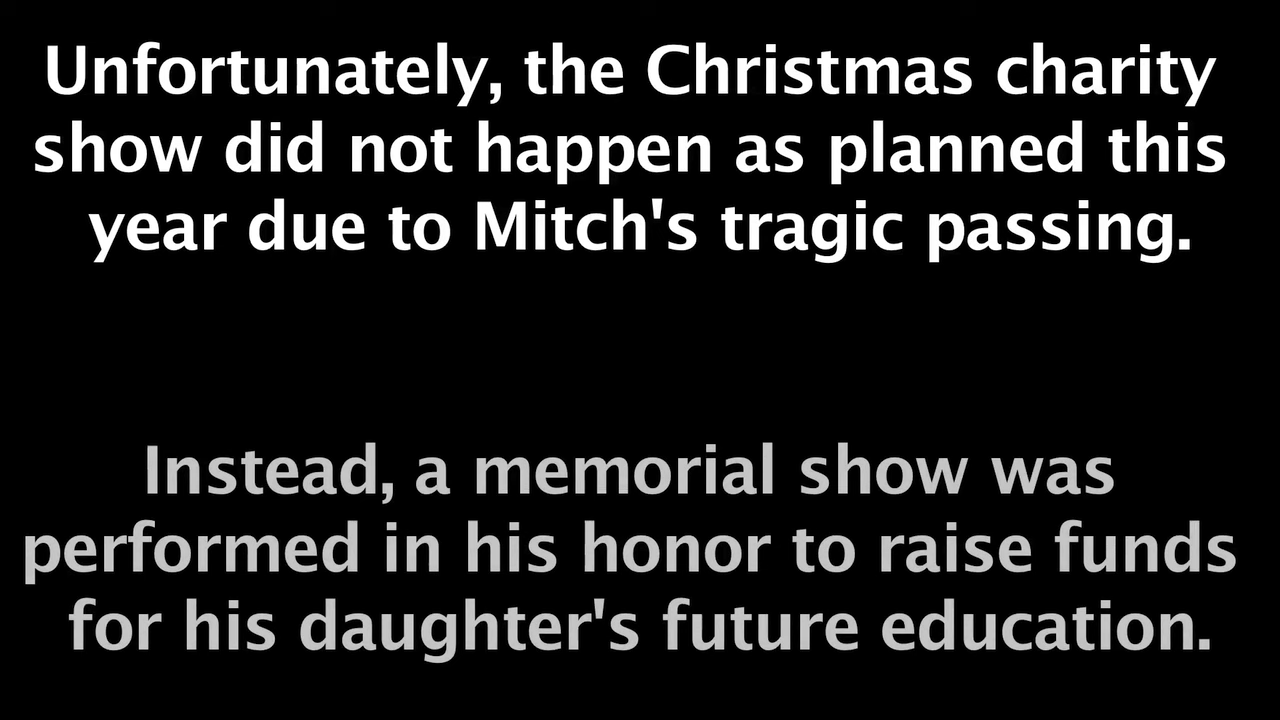 Unfortunately, the Christmas charity
show did not happen as planned this
year due to Mitch's tragic passing.
Instead, a memorial show was
performed in his honor to raise funds
for his daughter's future education.